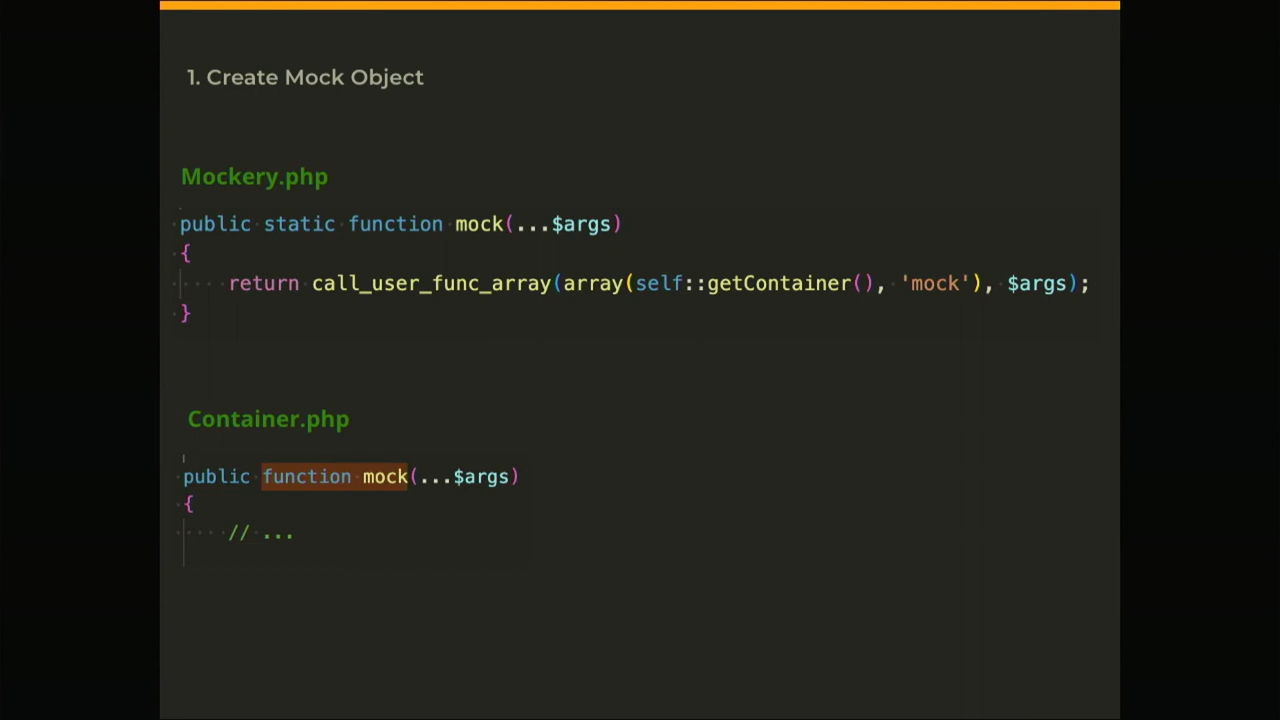 1. Create Mock Object
Mockery.php
public static function mock(...$args)
{
return call_user_func_array(array(self::getContainer(), 'mock'), $args);
}
Container.php
public function mock(...$args)
{
// ...